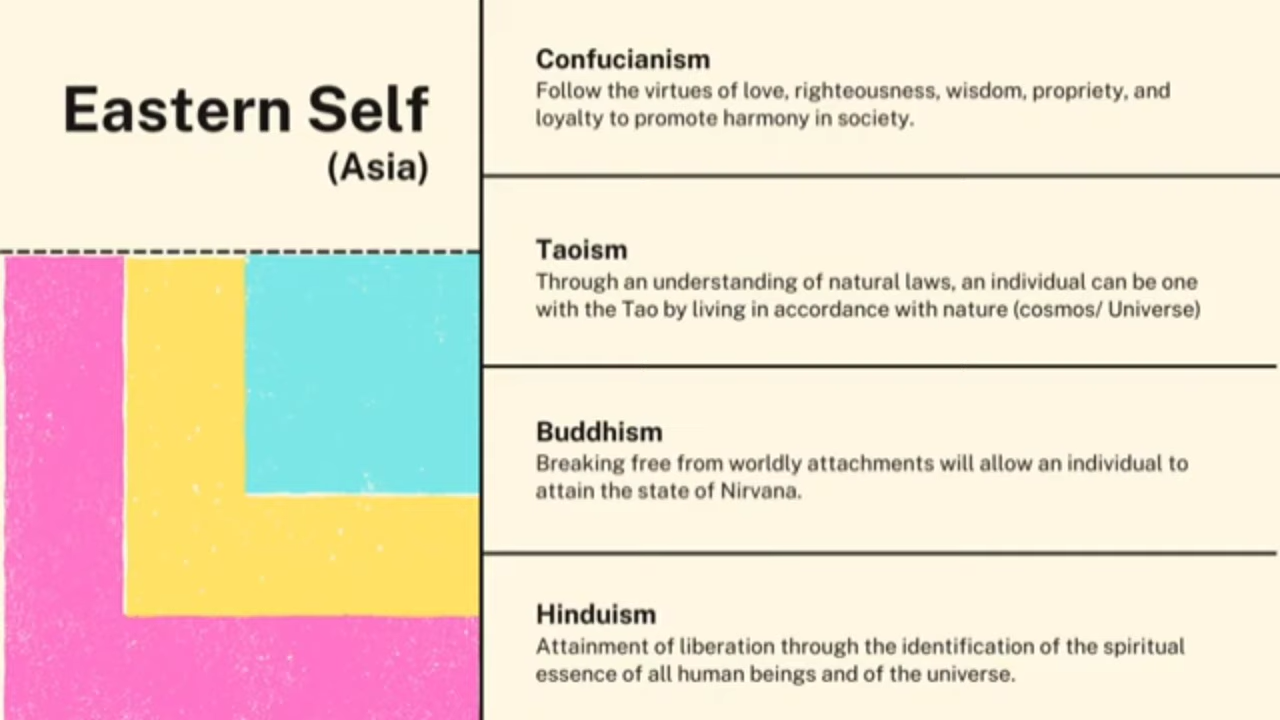 Eastern Self
(Asia)
Confucianism
Follow the virtues of love, righteousness, wisdom, propriety, and
loyalty to promote harmony in society.
Taoism
Through an understanding of natural laws, an individual can be one
with the Tao by living in accordance with nature (cosmos/ Universe)
Buddhism
Breaking free from worldly attachments will allow an individual to
attain the state of Nirvana.
Hinduism
Attainment of liberation through the identification of the spiritual
essence of all human beings and of the universe.